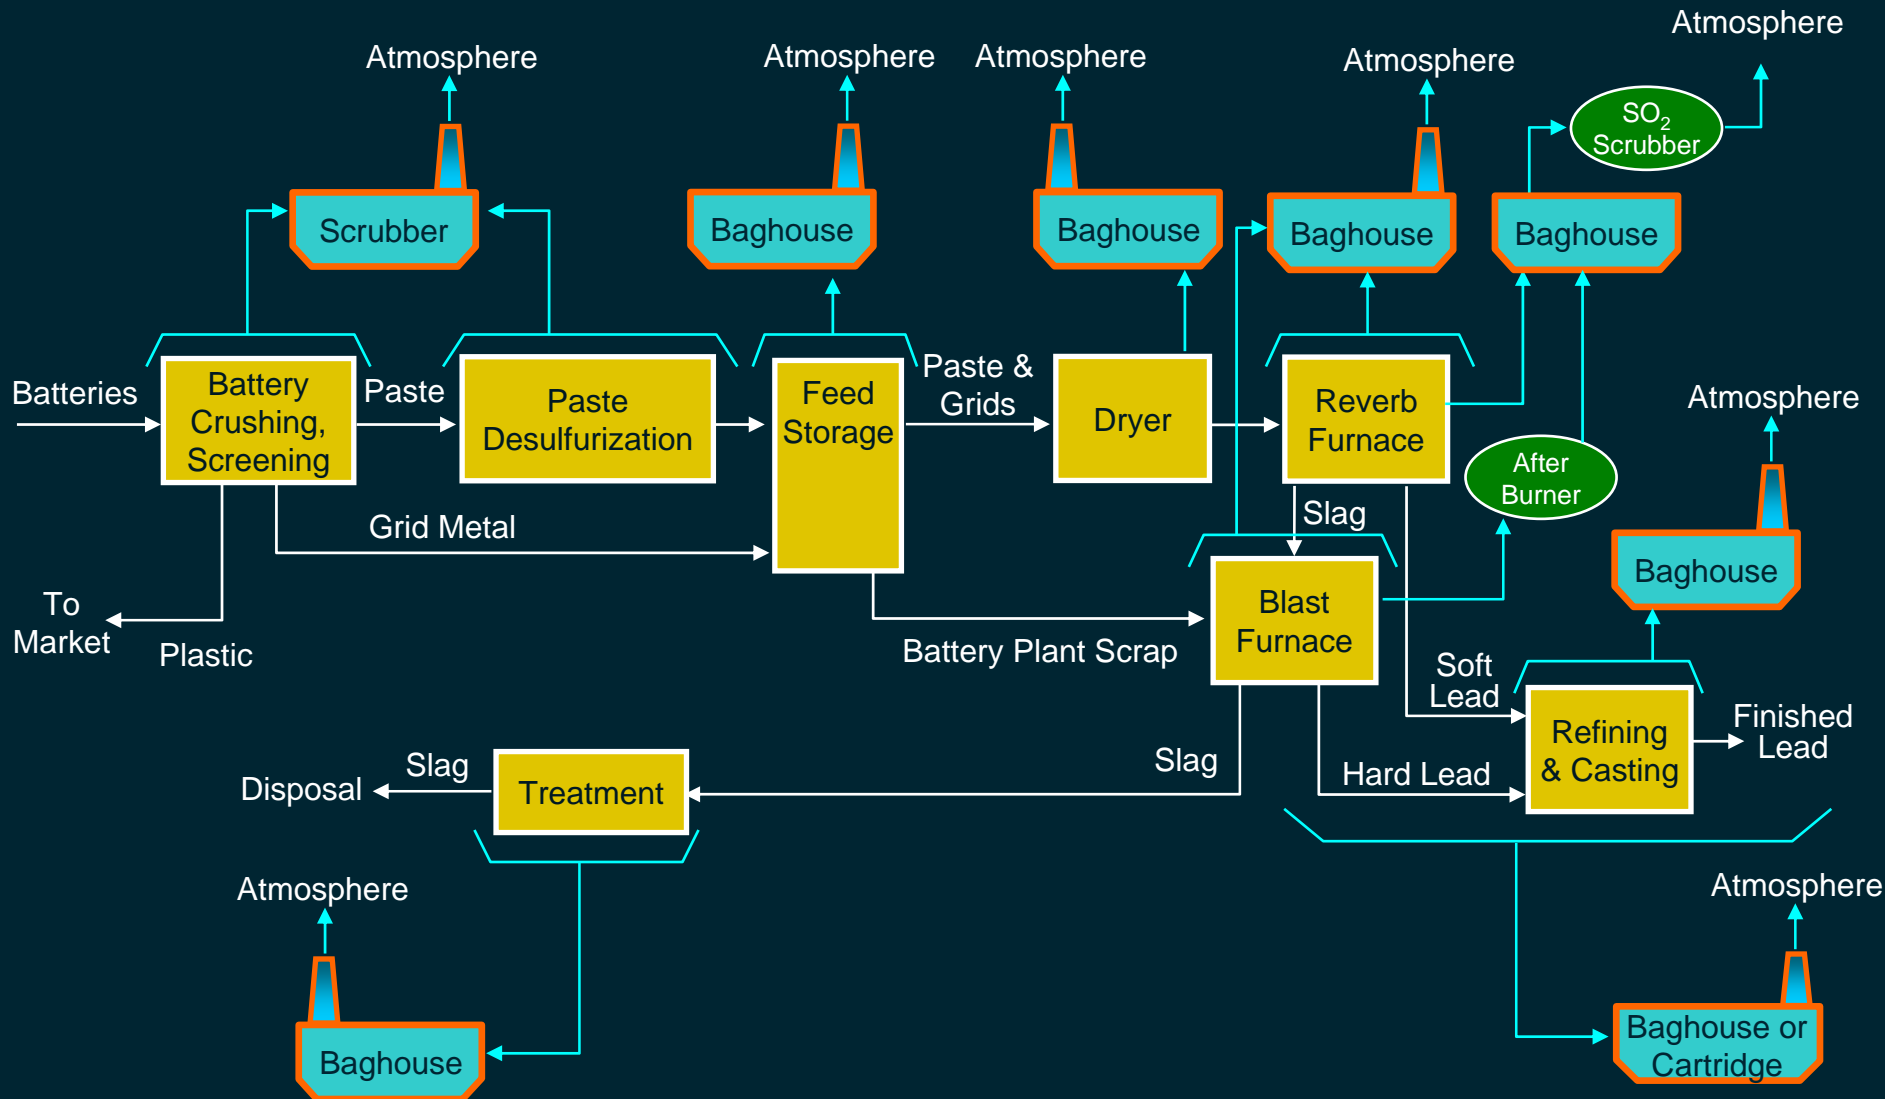 Atmosphere
Atmosphere
Atmosphere
Atmosphere
Atmosphere
SO2
Scrubber
Scrubber
Baghouse
Baghouse
Baghouse
Baghouse
Batteries
Battery
Crushing,
Screening
Paste
Paste
Desulfurization
Feed
Storage
Paste &
Grids
Dryer
Reverb
Furnace
After
Burner
Atmosphere
Grid Metal
Slag
Baghouse
To
Market
Plastic
Battery Plant Scrap
Blast
Furnace
Soft
Lead
Refining
& Casting
Finished
Lead
Disposal
Slag
Treatment
Slag
Hard Lead
Atmosphere
Baghouse
Atmosphere
Baghouse or
Cartridge